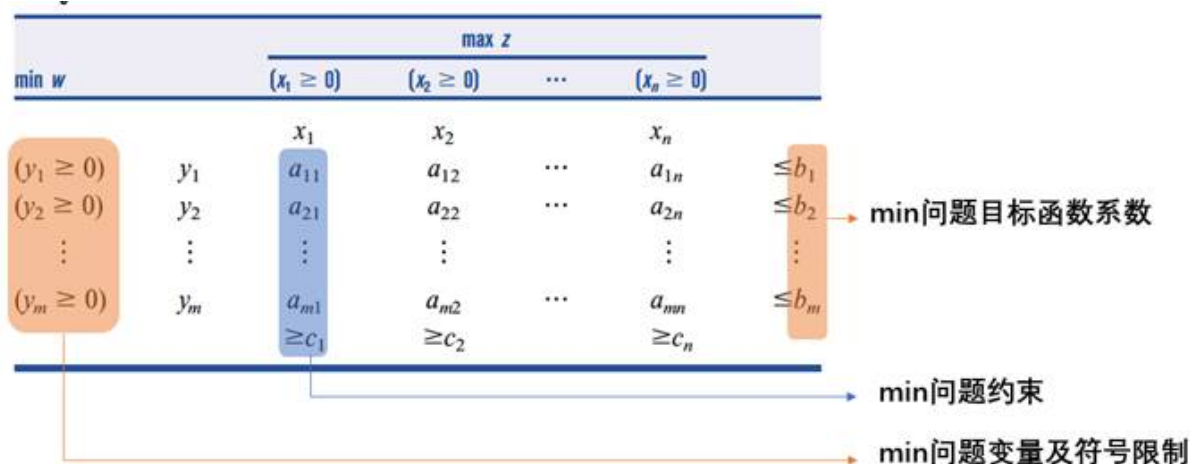 max z
min w (x₁ ≥ 0) (x₂ ≥ 0) ⋯ (xₙ ≥ 0)
x₁ x₂ xₙ
(y₁ ≥ 0) y₁ a₁₁ a₁₂ ⋯ a₁ₙ ≤b₁
(y₂ ≥ 0) y₂ a₂₁ a₂₂ ⋯ a₂ₙ ≤b₂ min问题目标函数系数
⋮ ⋮ ⋮ ⋮ ⋮ ⋮
(yₘ ≥ 0) yₘ aₘ₁ aₘ₂ ⋯ aₘₙ ≤bₘ
≥c₁ ≥c₂ ≥cₙ
min问题约束
min问题变量及符号限制